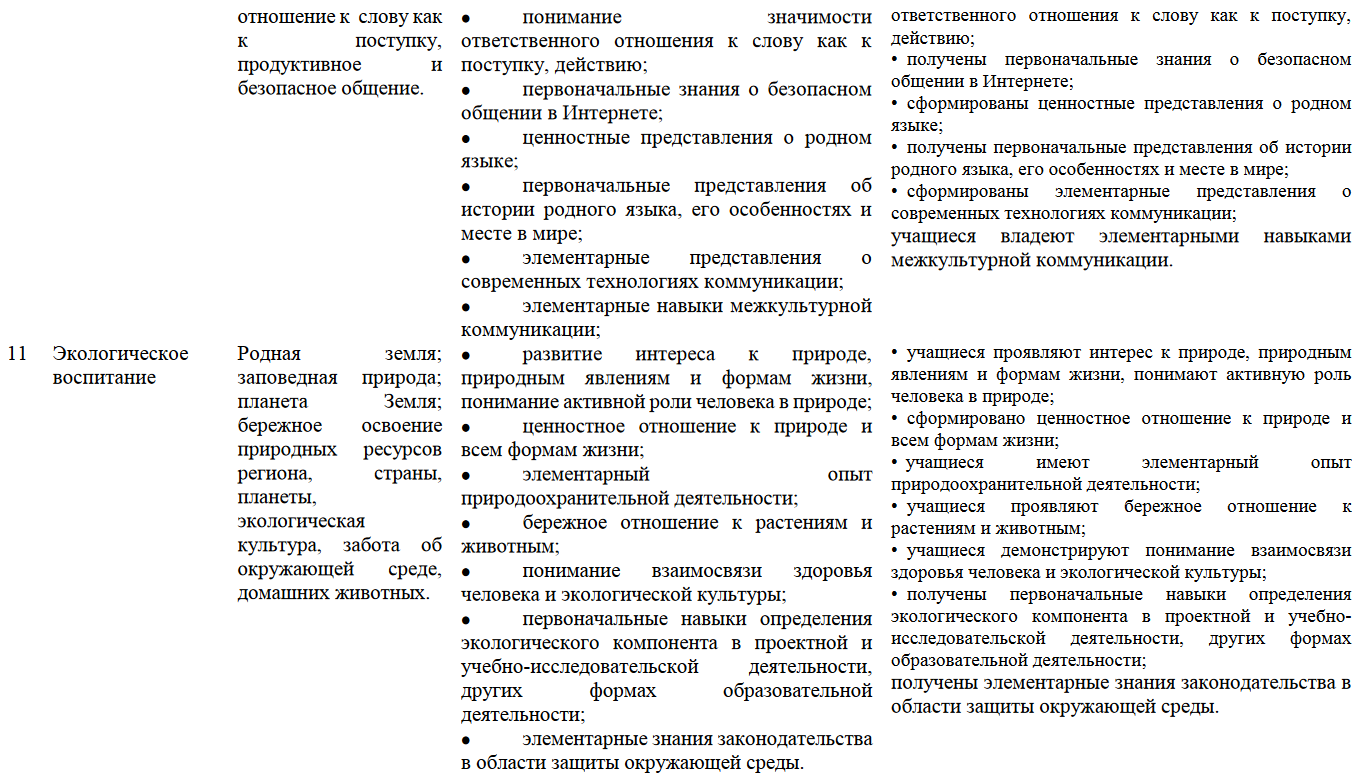 отношение к слову как
к поступку,
продуктивное и
безопасное общение.
● понимание значимости
ответственного отношения к слову как к
поступку, действию;
● первоначальные знания о безопасном
общении в Интернете;
● ценностные представления о родном
языке;
● первоначальные представления об
истории родного языка, его особенностях и
месте в мире;
● элементарные представления о
современных технологиях коммуникации;
● элементарные навыки межкультурной
коммуникации;
ответственного отношения к слову как к поступку,
действию;
• получены первоначальные знания о безопасном
общении в Интернете;
• сформированы ценностные представления о родном
языке;
• получены первоначальные представления об истории
родного языка, его особенностях и месте в мире;
• сформированы элементарные представления о
современных технологиях коммуникации;
учащиеся владеют элементарными навыками
межкультурной коммуникации.
11
Экологическое
воспитание
Родная земля;
заповедная природа;
планета Земля;
бережное освоение
природных ресурсов
региона, страны,
планеты,
экологическая
культура, забота об
окружающей среде,
домашних животных.
● развитие интереса к природе,
природным явлениям и формам жизни,
понимание активной роли человека в природе;
● ценностное отношение к природе и
всем формам жизни;
● элементарный опыт
природоохранительной деятельности;
● бережное отношение к растениям и
животным;
● понимание взаимосвязи здоровья
человека и экологической культуры;
● первоначальные навыки определения
экологического компонента в проектной и
учебно-исследовательской деятельности,
других формах образовательной
деятельности;
● элементарные знания законодательства
в области защиты окружающей среды.
• учащиеся проявляют интерес к природе, природным
явлениям и формам жизни, понимают активную роль
человека в природе;
• сформировано ценностное отношение к природе и
всем формам жизни;
• учащиеся имеют элементарный опыт
природоохранительной деятельности;
• учащиеся проявляют бережное отношение к
растениям и животным;
• учащиеся демонстрируют понимание взаимосвязи
здоровья человека и экологической культуры;
• получены первоначальные навыки определения
экологического компонента в проектной и учебно-
исследовательской деятельности, других формах
образовательной деятельности;
получены элементарные знания законодательства в
области защиты окружающей среды.